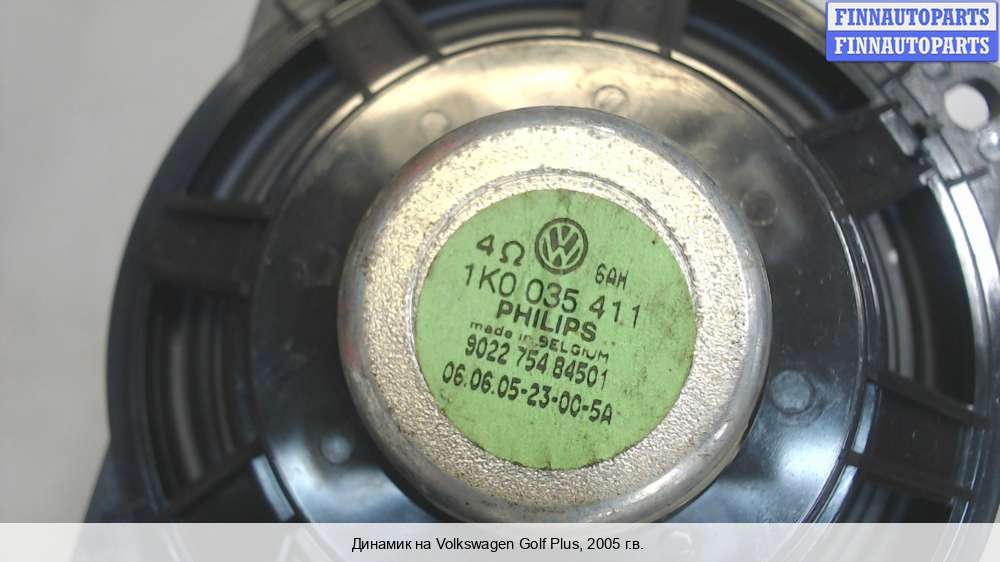 FINNAUTOPARTS
FINNAUTOPARTS
4Ω
6AH
1K0 035 411
PHILIPS
made in BELGIUM
9022 754 84501
06.06.05-23-00-5A
Динамик на Volkswagen Golf Plus, 2005 г.в.